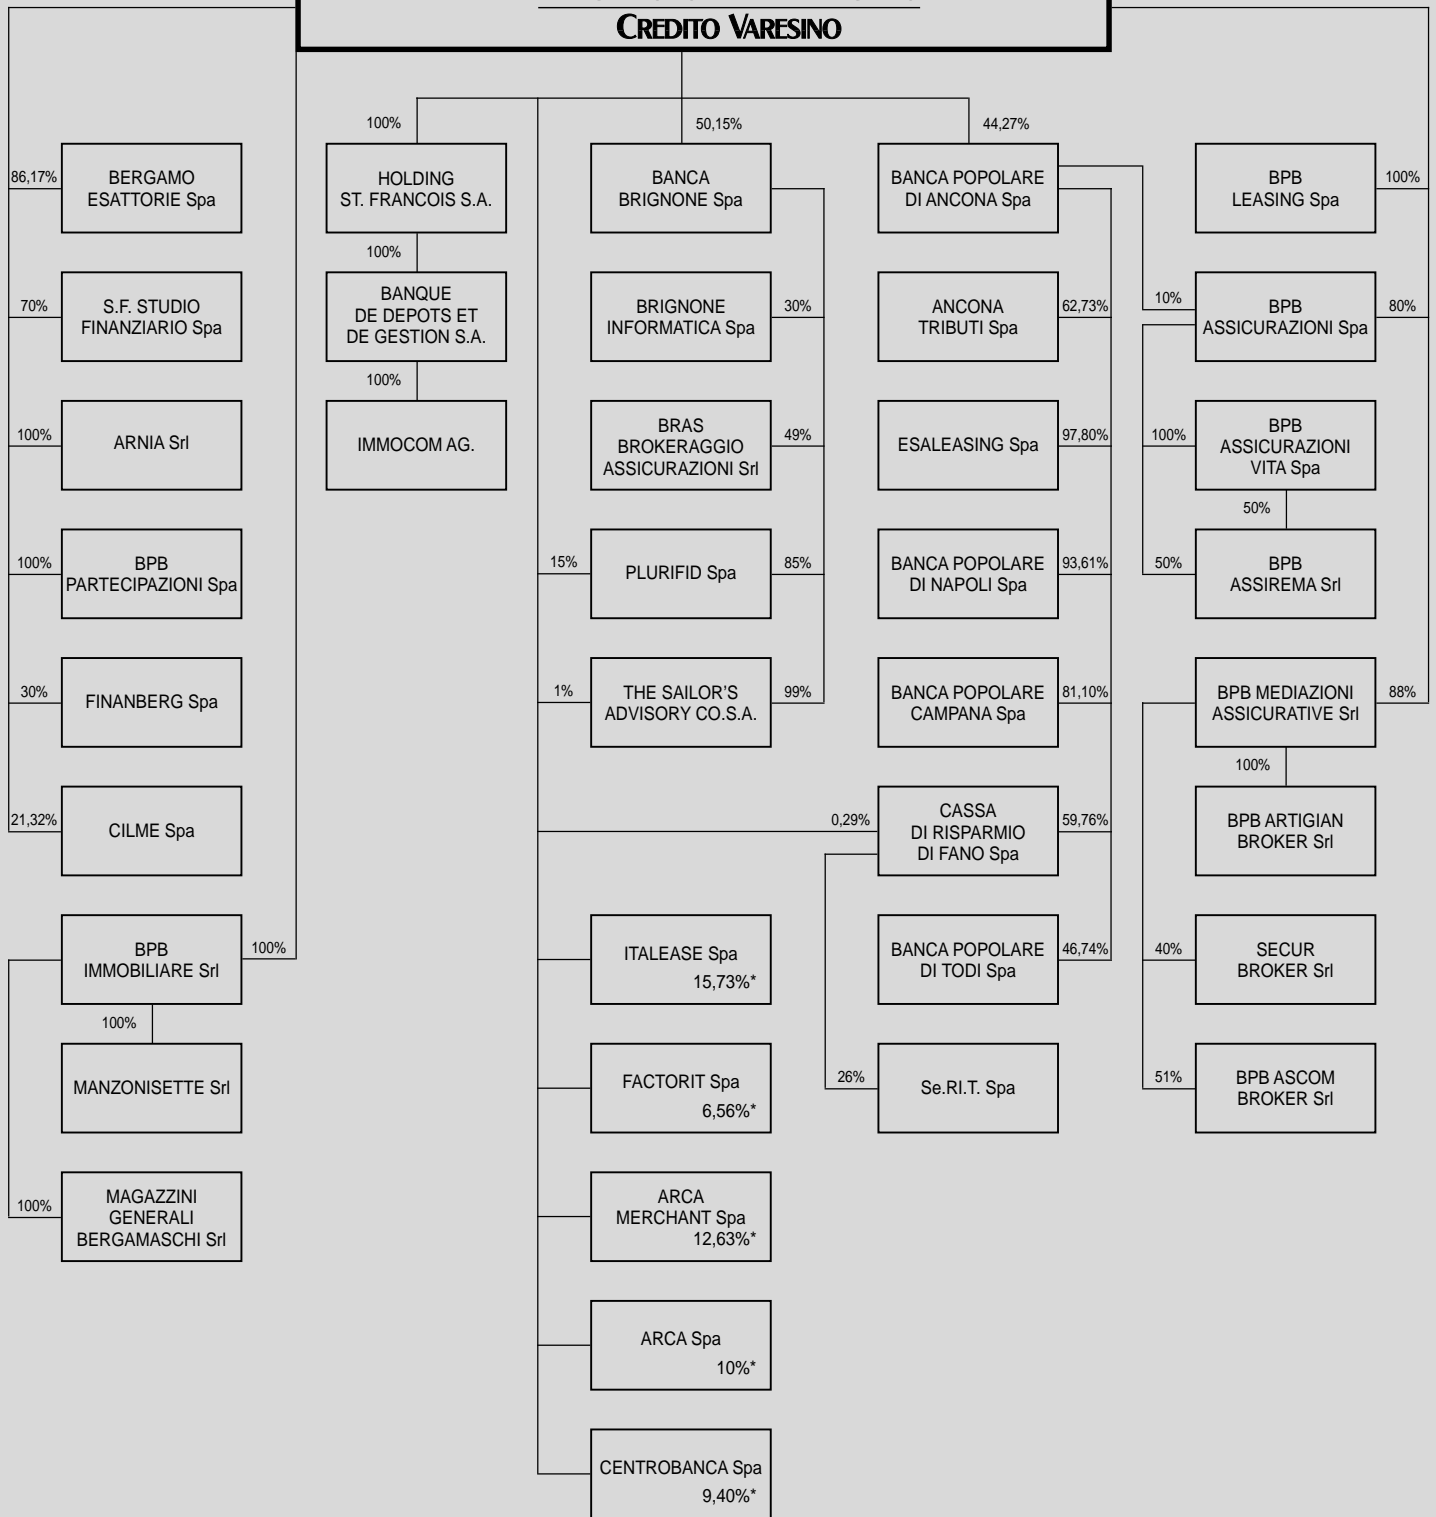 CREDITO VARESINO
100%
50,15%
44,27%
86,17%
BERGAMO
ESATTORIE Spa
HOLDING
ST. FRANCOIS S.A.
BANCA
BRIGNONE Spa
BANCA POPOLARE
DI ANCONA Spa
BPB
LEASING Spa
100%
100%
70%
S.F. STUDIO
FINANZIARIO Spa
BANQUE
DE DEPOTS ET
DE GESTION S.A.
BRIGNONE
INFORMATICA Spa
30%
ANCONA
TRIBUTI Spa
62,73%
10%
BPB
ASSICURAZIONI Spa
80%
100%
100%
ARNIA Srl
IMMOCOM AG.
BRAS
BROKERAGGIO
ASSICURAZIONI Srl
49%
ESALEASING Spa
97,80%
100%
BPB
ASSICURAZIONI
VITA Spa
50%
100%
BPB
PARTECIPAZIONI Spa
15%
PLURIFID Spa
85%
BANCA POPOLARE
DI NAPOLI Spa
93,61%
50%
BPB
ASSIREMA Srl
30%
FINANBERG Spa
1%
THE SAILOR'S
ADVISORY CO.S.A.
99%
BANCA POPOLARE
CAMPANA Spa
81,10%
BPB MEDIAZIONI
ASSICURATIVE Srl
88%
100%
21,32%
CILME Spa
0,29%
CASSA
DI RISPARMIO
DI FANO Spa
59,76%
BPB ARTIGIAN
BROKER Srl
BPB
IMMOBILIARE Srl
100%
ITALEASE Spa
15,73%*
BANCA POPOLARE
DI TODI Spa
46,74%
40%
SECUR
BROKER Srl
100%
MANZONISETTE Srl
FACTORIT Spa
6,56%*
26%
Se.RI.T. Spa
51%
BPB ASCOM
BROKER Srl
100%
MAGAZZINI
GENERALI
BERGAMASCHI Srl
ARCA
MERCHANT Spa
12,63%*
ARCA Spa
10%*
CENTROBANCA Spa
9,40%*